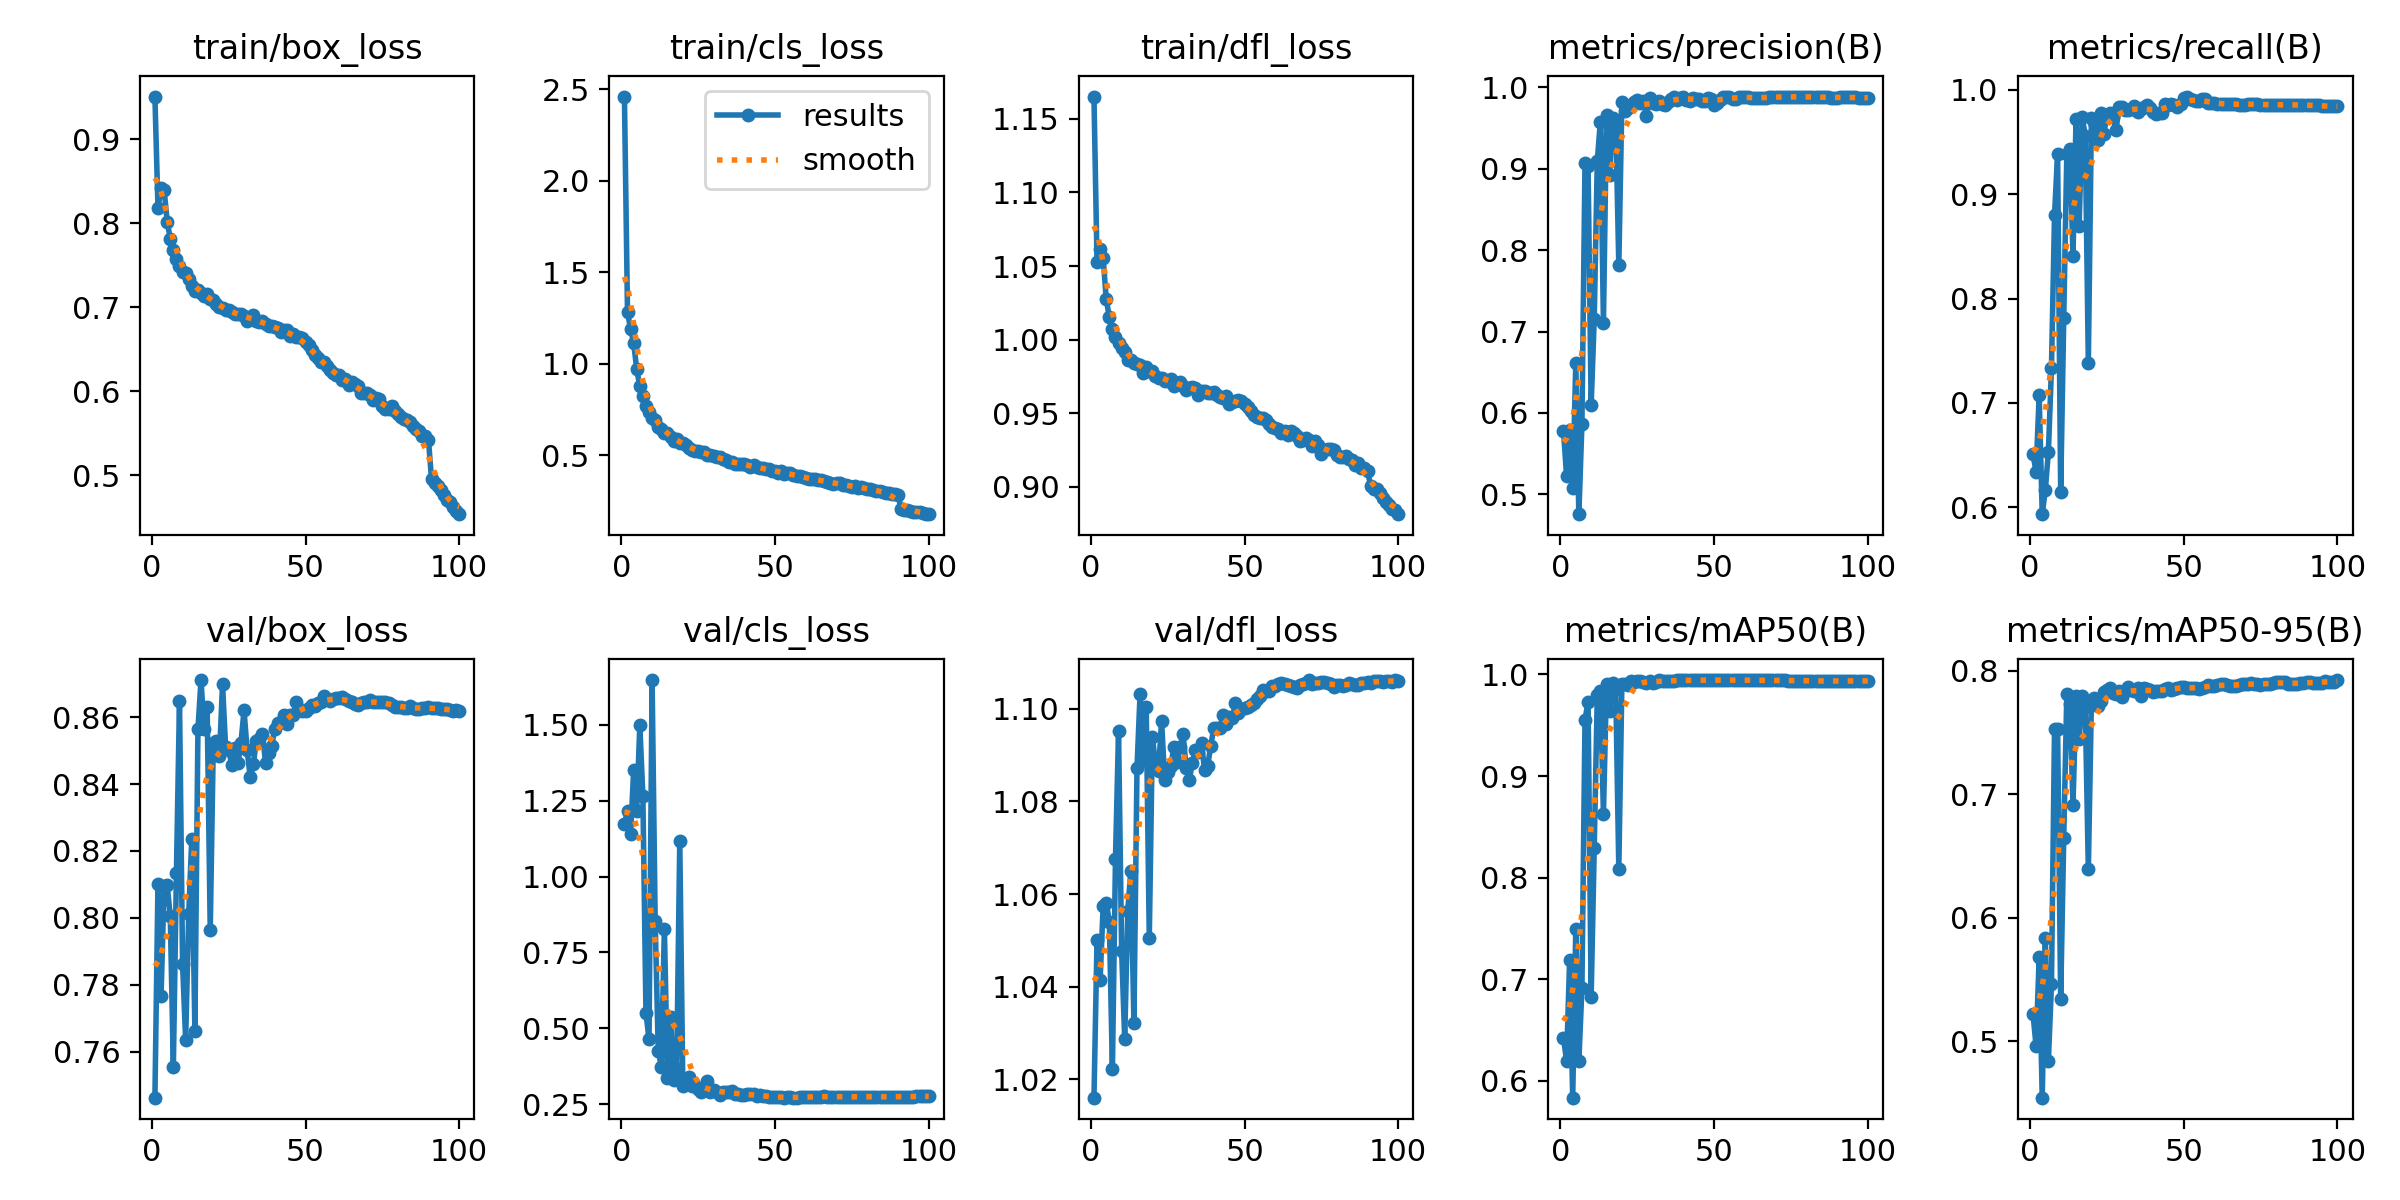 train/box_loss
0.9
0.8
0.7
0.6
0.5
0 50 100
train/cls_loss
2.5
2.0
1.5
1.0
0.5
results
smooth
0 50 100
train/dfl_loss
1.15
1.10
1.05
1.00
0.95
0.90
0 50 100
metrics/precision(B)
1.0
0.9
0.8
0.7
0.6
0.5
0 50 100
metrics/recall(B)
1.0
0.9
0.8
0.7
0.6
0 50 100
val/box_loss
0.86
0.84
0.82
0.80
0.78
0.76
0 50 100
val/cls_loss
1.50
1.25
1.00
0.75
0.50
0.25
0 50 100
val/dfl_loss
1.10
1.08
1.06
1.04
1.02
0 50 100
metrics/mAP50(B)
1.0
0.9
0.8
0.7
0.6
0 50 100
metrics/mAP50-95(B)
0.8
0.7
0.6
0.5
0 50 100